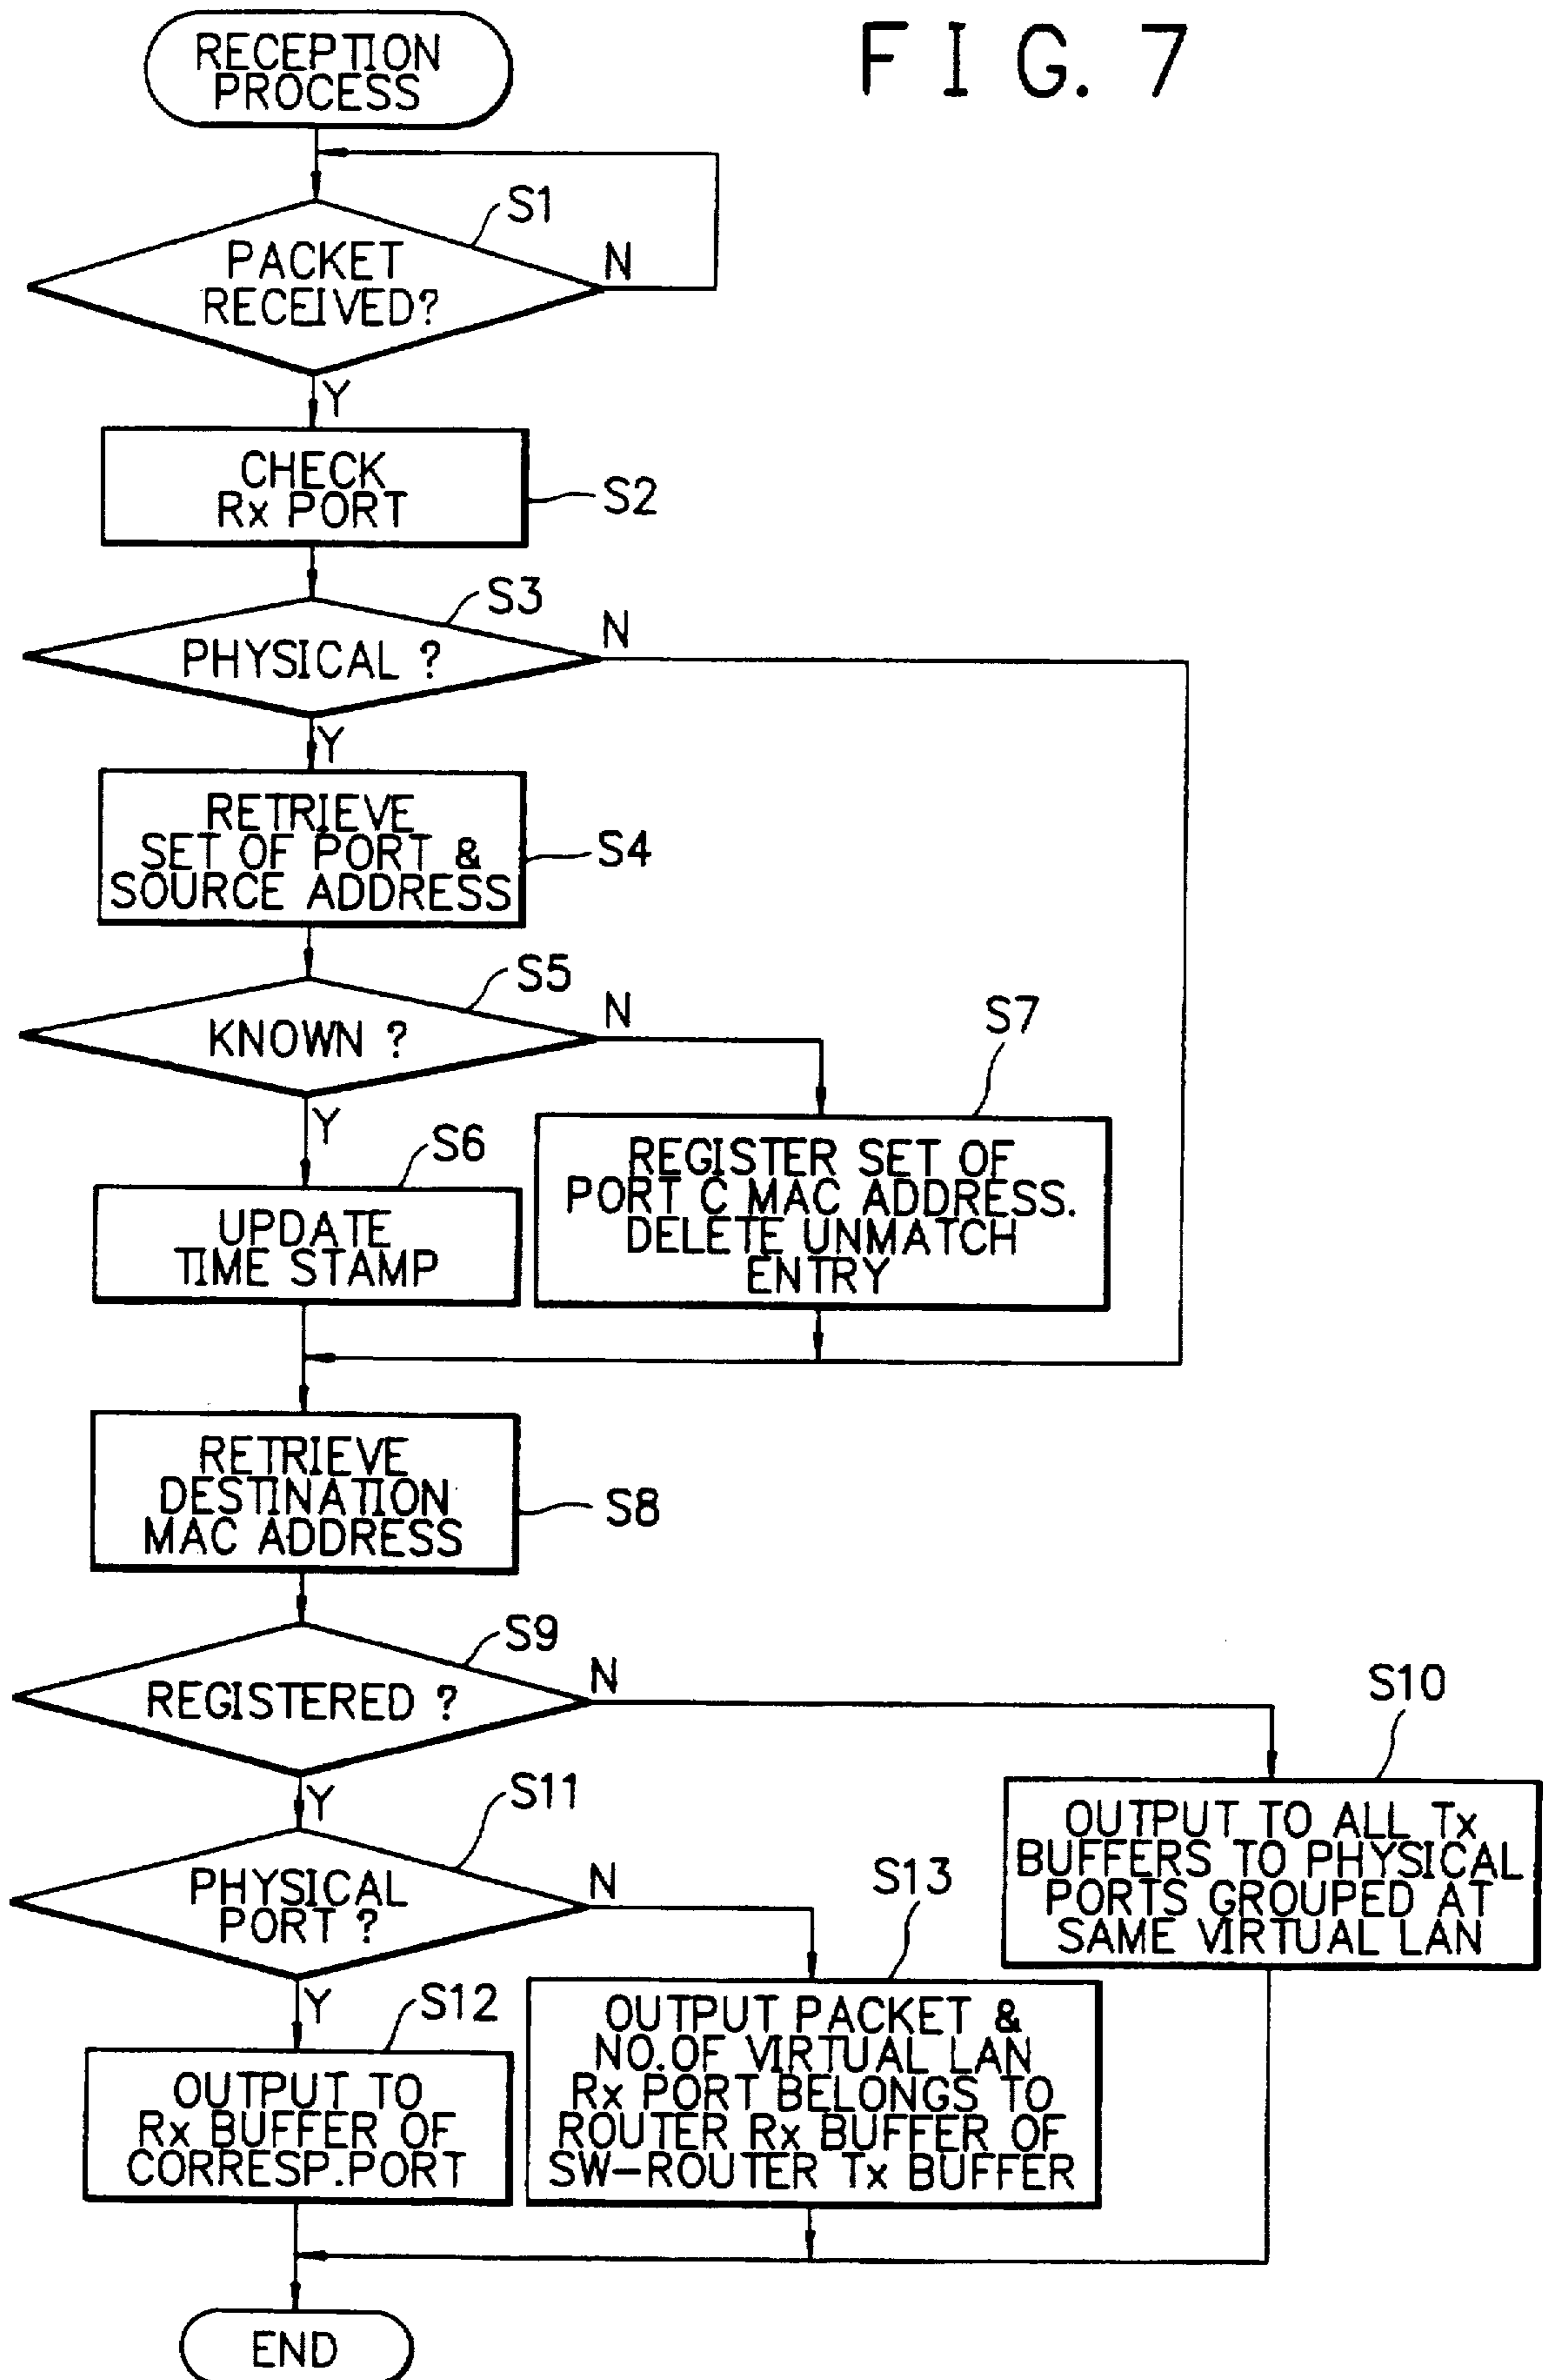 FIG. 7
RECEPTION
PROCESS
S1
PACKET
RECEIVED?
N
Y
CHECK
Rx PORT
S2
S3
PHYSICAL ?
N
Y
RETRIEVE
SET OF PORT &
SOURCE ADDRESS
S4
S5
KNOWN ?
N
Y
S6
UPDATE
TIME STAMP
S7
REGISTER SET OF
PORT C MAC ADDRESS.
DELETE UNMATCH
ENTRY
RETRIEVE
DESTINATION
MAC ADDRESS
S8
S9
REGISTERED ?
N
Y
S10
OUTPUT TO ALL Tx
BUFFERS TO PHYSICAL
PORTS GROUPED AT
SAME VIRTUAL LAN
S11
PHYSICAL
PORT ?
N
Y
S12
OUTPUT TO
Rx BUFFER OF
CORRESP.PORT
S13
OUTPUT PACKET &
NO.OF VIRTUAL LAN
Rx PORT BELONGS TO
ROUTER Rx BUFFER OF
SW-ROUTER Tx BUFFER
END